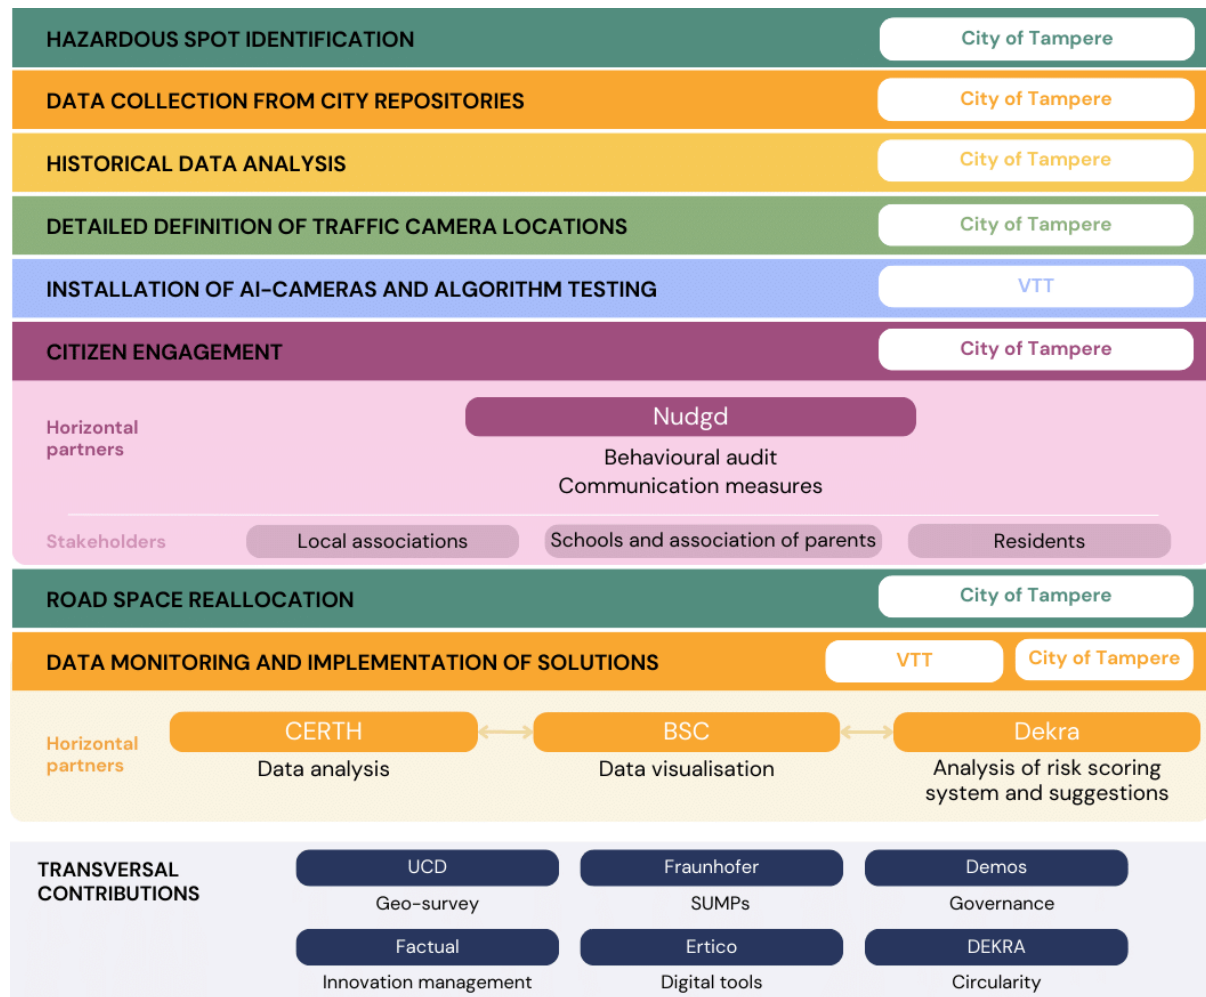 HAZARDOUS SPOT IDENTIFICATION
City of Tampere
DATA COLLECTION FROM CITY REPOSITORIES
City of Tampere
HISTORICAL DATA ANALYSIS
City of Tampere
DETAILED DEFINITION OF TRAFFIC CAMERA LOCATIONS
City of Tampere
INSTALLATION OF AI-CAMERAS AND ALGORITHM TESTING
VTT
CITIZEN ENGAGEMENT
City of Tampere
Horizontal
partners
Nudgd
Behavioural audit
Communication measures
Stakeholders
Local associations
Schools and association of parents
Residents
ROAD SPACE REALLOCATION
City of Tampere
DATA MONITORING AND IMPLEMENTATION OF SOLUTIONS
VTT
City of Tampere
Horizontal
partners
CERTH
Data analysis
BSC
Data visualisation
Dekra
Analysis of risk scoring
system and suggestions
TRANSVERSAL
CONTRIBUTIONS
UCD
Geo-survey
Fraunhofer
SUMPs
Demos
Governance
Factual
Innovation management
Ertico
Digital tools
DEKRA
Circularity